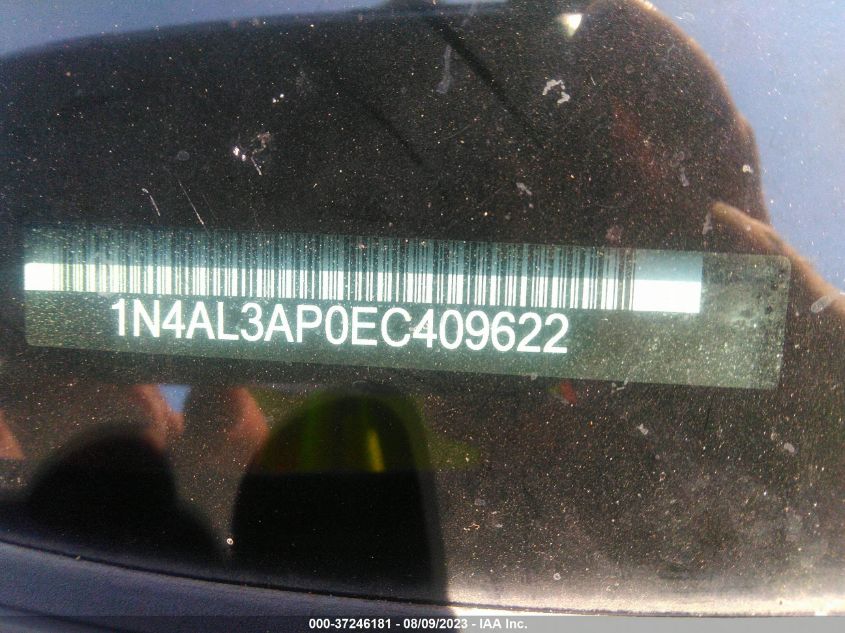 1N4AL3AP0EC409622
000-37246181 | 08/09/2023 - IAA Inc.